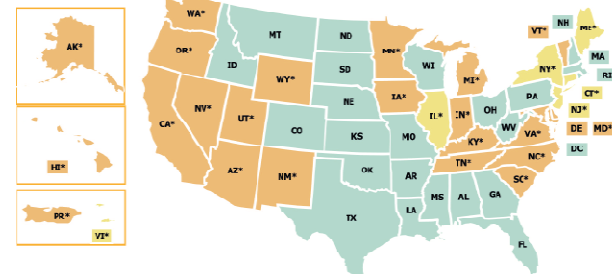 WA*
NH
ME*
VT*
AK*
MT
ND
MN*
OR*
ID
WI
NY*
MA
SD
MI*
RI
WY*
CT*
IA*
PA
NE
NJ*
NV*
IL*
IN*
OH
CA*
UT*
DE
MD*
CO
KS
MO
WV
VA*
KY*
DC
NC*
HI*
TN*
AZ*
NM*
OK
AR
SC*
MS
AL
GA
LA
PR*
TX
VI*
FL